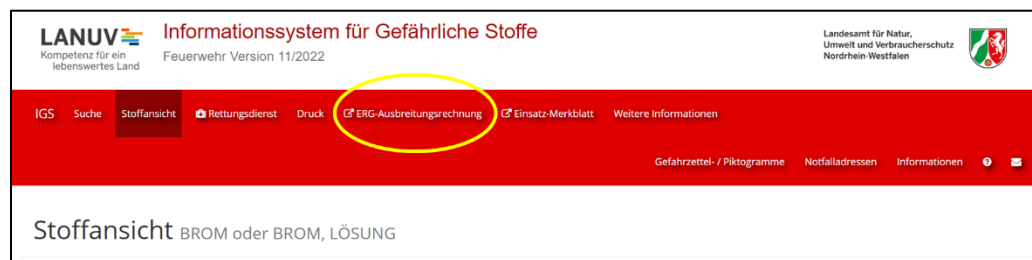 LANUV
Kompetenz für ein
lebenswertes Land
Informationssystem für Gefährliche Stoffe
Feuerwehr Version 11/2022
Landesamt für Natur,
Umwelt und Verbraucherschutz
Nordrhein-Westfalen
IGS Suche Stoffansicht Rettungsdienst Druck ERG-Ausbreitungsrechnung Einsatz-Merkblatt Weitere Informationen
Gefahrzettel- / Piktogramme Notfalladressen Informationen ?
Stoffansicht BROM oder BROM, LÖSUNG